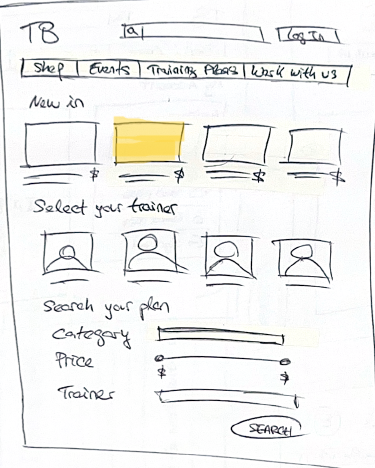 TB a Log In
Shop Events Training Plans Work with us
New in
$ $ $ $
Select your trainer
Search your plan
Category
Price
$ $
Trainer
SEARCH